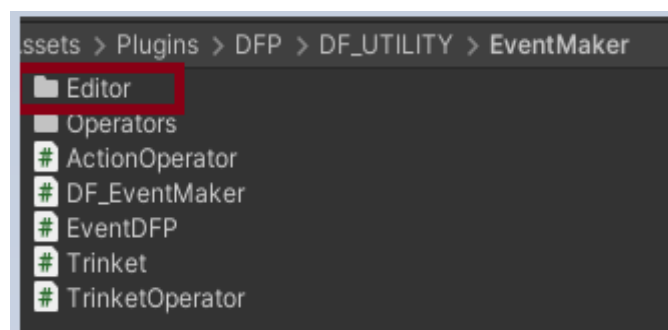 ssets > Plugins > DFP > DF_UTILITY > EventMaker
Editor
Operators
# ActionOperator
# DF_EventMaker
# EventDFP
# Trinket
# TrinketOperator